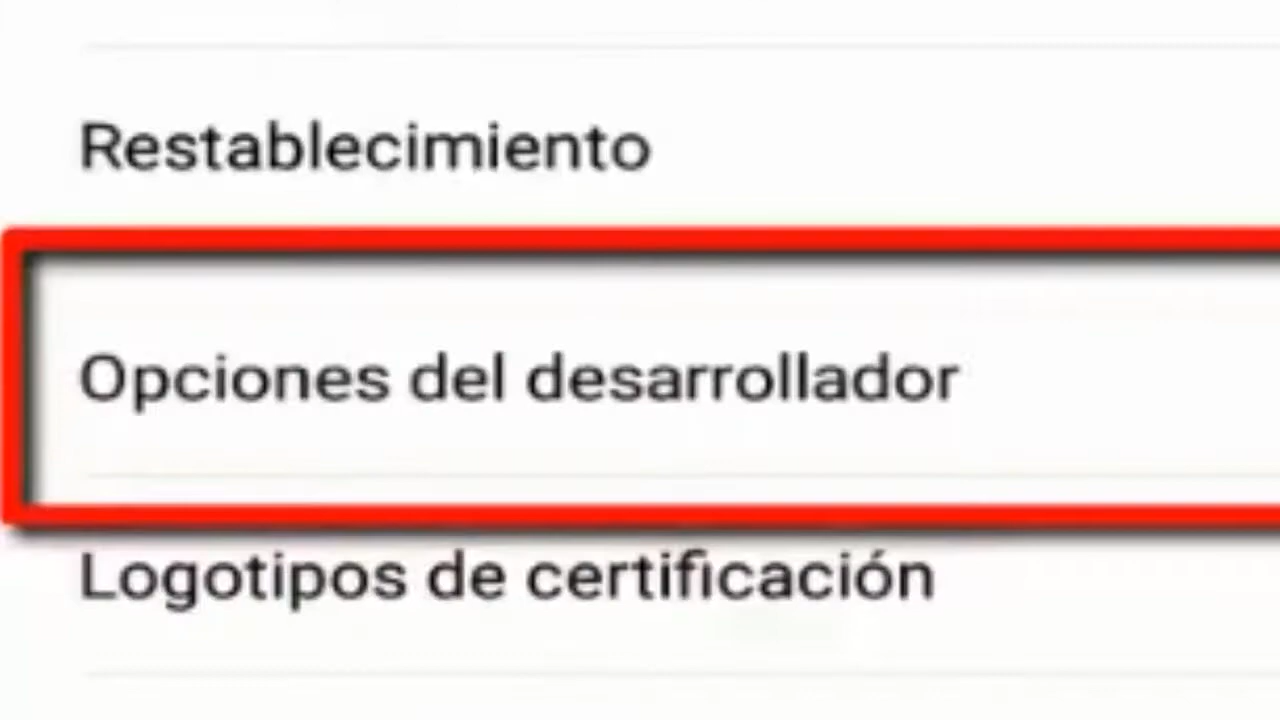 Restablecimiento
Opciones del desarrollador
Logotipos de certificación